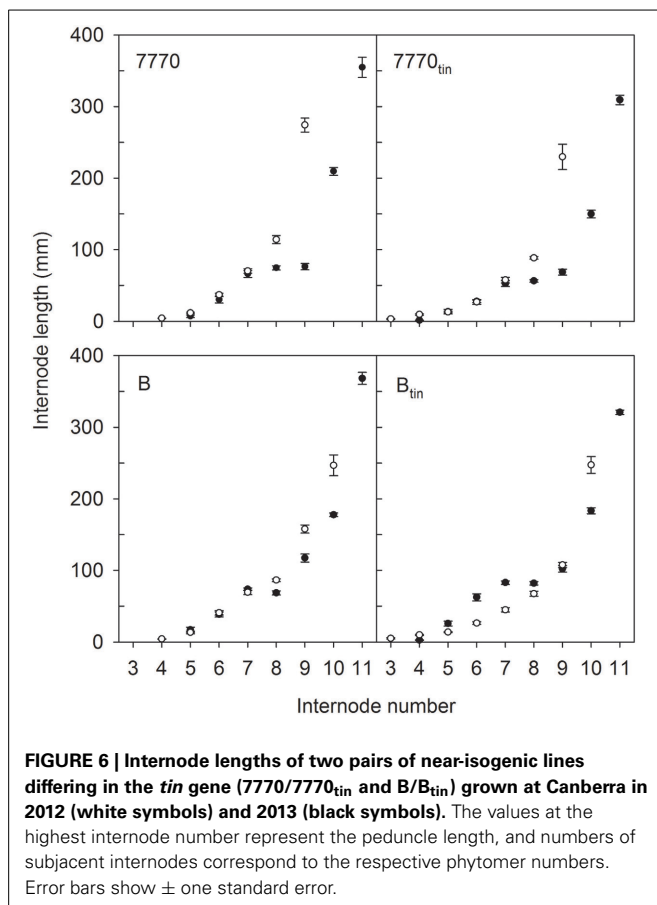 7770
7770tin
400
300
200
100
0
B
Btin
400
300
200
100
0
Internode length (mm)
3 4 5 6 7 8 9 10 11 3 4 5 6 7 8 9 10 11
Internode number
FIGURE 6 | Internode lengths of two pairs of near-isogenic lines
differing in the tin gene (7770/7770tin and B/Btin) grown at Canberra in
2012 (white symbols) and 2013 (black symbols). The values at the
highest internode number represent the peduncle length, and numbers of
subjacent internodes correspond to the respective phytomer numbers.
Error bars show ± one standard error.